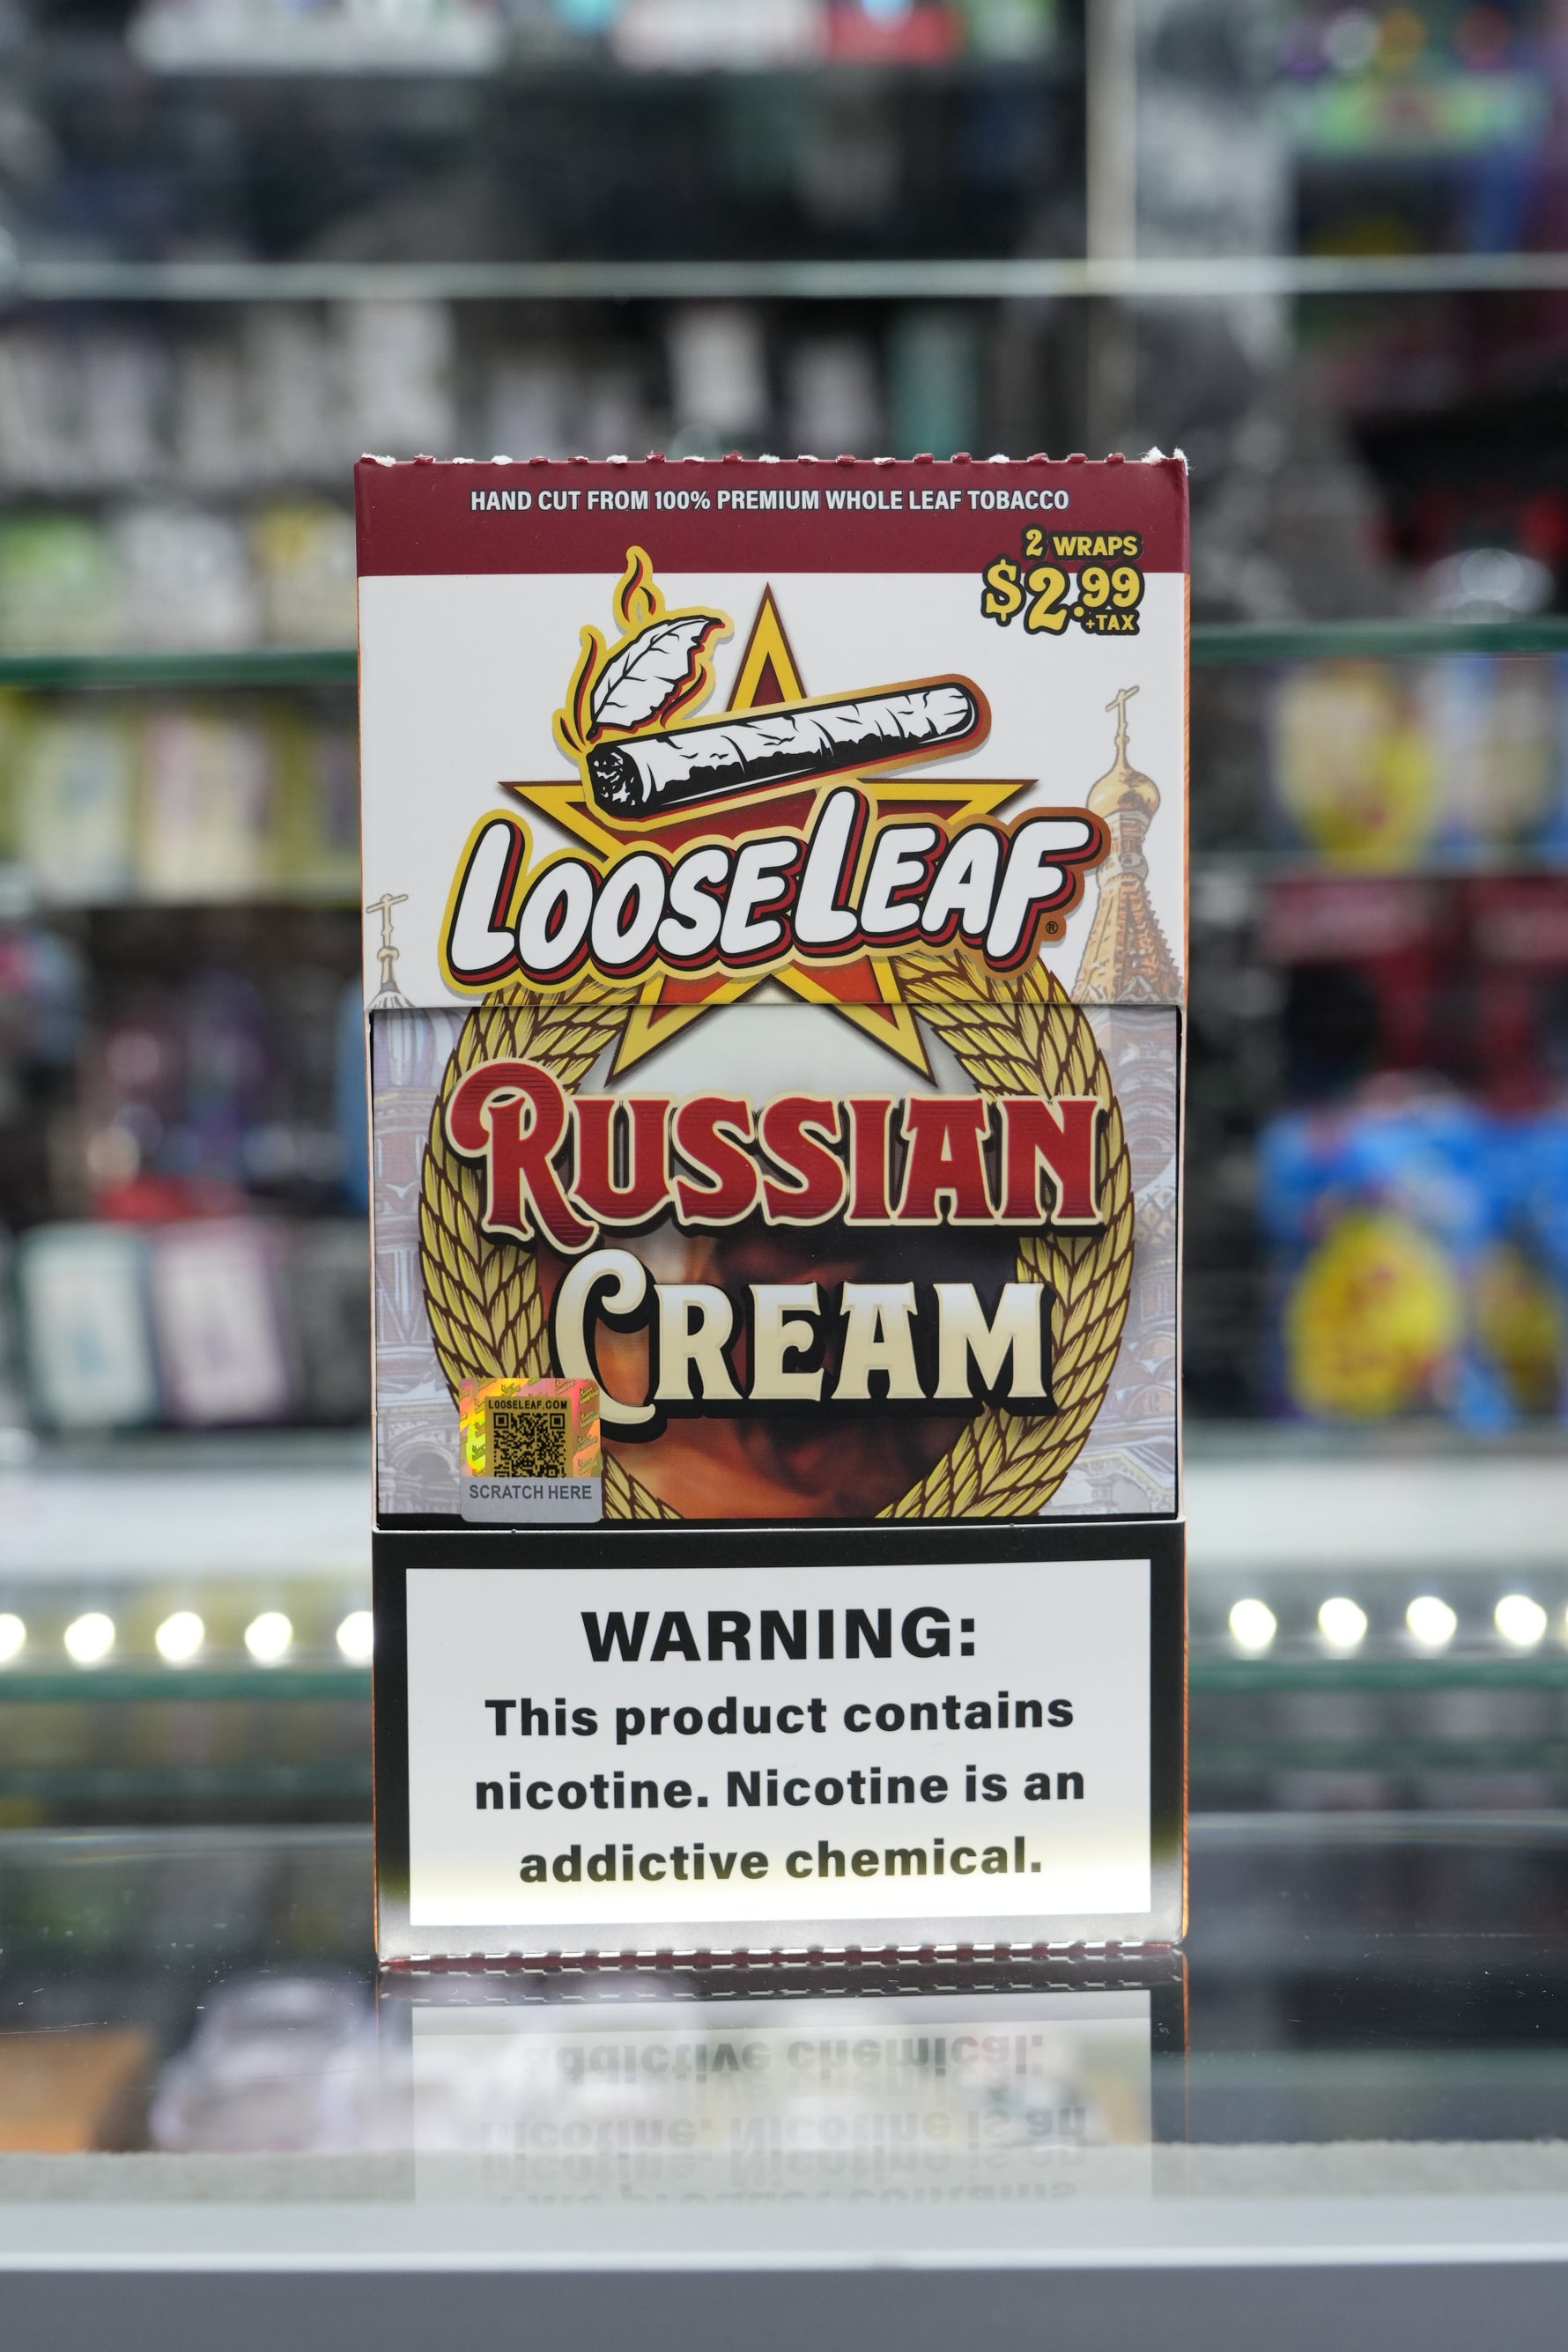 HAND CUT FROM 100% PREMIUM WHOLE LEAF TOBACCO
2 WRAPS
$2.99
+TAX
LOOSELEAF®
RUSSIAN
CREAM
LOOSELEAF.COM
SCRATCH HERE
WARNING:
This product contains
nicotine. Nicotine is an
addictive chemical.